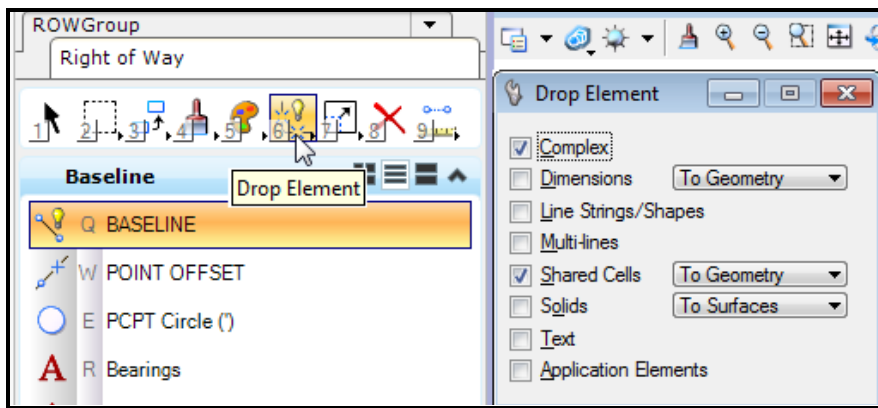 ROWGroup
Right of Way
1 2 3 4 5 6 7 8 9
Baseline
Drop Element
Q BASELINE
W POINT OFFSET
E PCPT Circle (')
A R Bearings
Drop Element
Complex
Dimensions To Geometry
Line Strings/Shapes
Multi-lines
Shared Cells To Geometry
Solids To Surfaces
Text
Application Elements